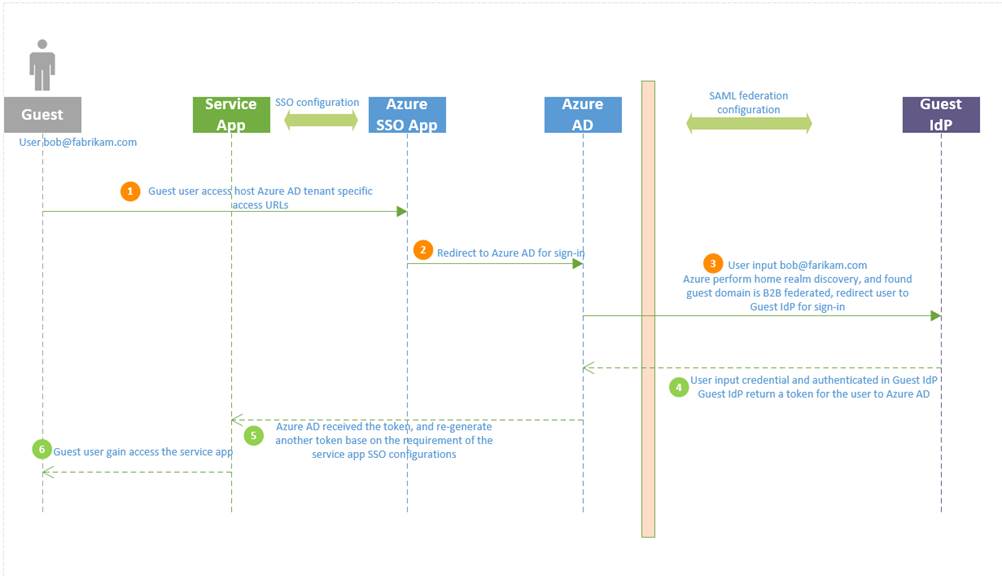 Guest
Service
App
SSO configuration
Azure
SSO App
Azure
AD
SAML federation
configuration
Guest
IdP
User bob@fabrikam.com
1
Guest user access host Azure AD tenant specific
access URLs
2
Redirect to Azure AD for sign-in
3
User input bob@farikam.com
Azure perform home realm discovery, and found
guest domain is B2B federated, redirect user to
Guest IdP for sign-in
4
User input credential and authenticated in Guest IdP
Guest IdP return a token for the user to Azure AD
5
Azure AD received the token, and re-generate
another token base on the requirement of the
service app SSO configurations
6
Guest user gain access the service app